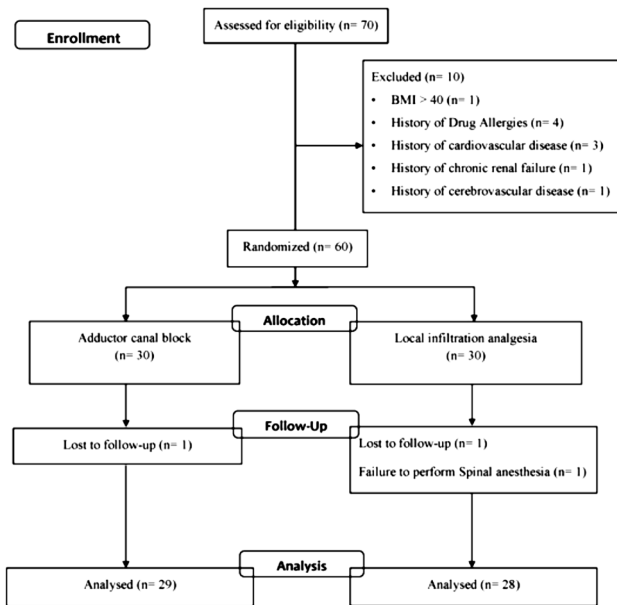 Assessed for eligibility (n= 70)
Enrollment
Excluded (n= 10)
• BMI > 40 (n= 1)
• History of Drug Allergies (n= 4)
• History of cardiovascular disease (n= 3)
• History of chronic renal failure (n= 1)
• History of cerebrovascular disease (n= 1)
Randomized (n= 60)
Allocation
Adductor canal block
(n= 30)
Local infiltration analgesia
(n= 30)
Follow-Up
Lost to follow-up (n= 1)
Lost to follow-up (n= 1)
Failure to perform Spinal anesthesia (n= 1)
Analysis
Analysed (n= 29)
Analysed (n= 28)